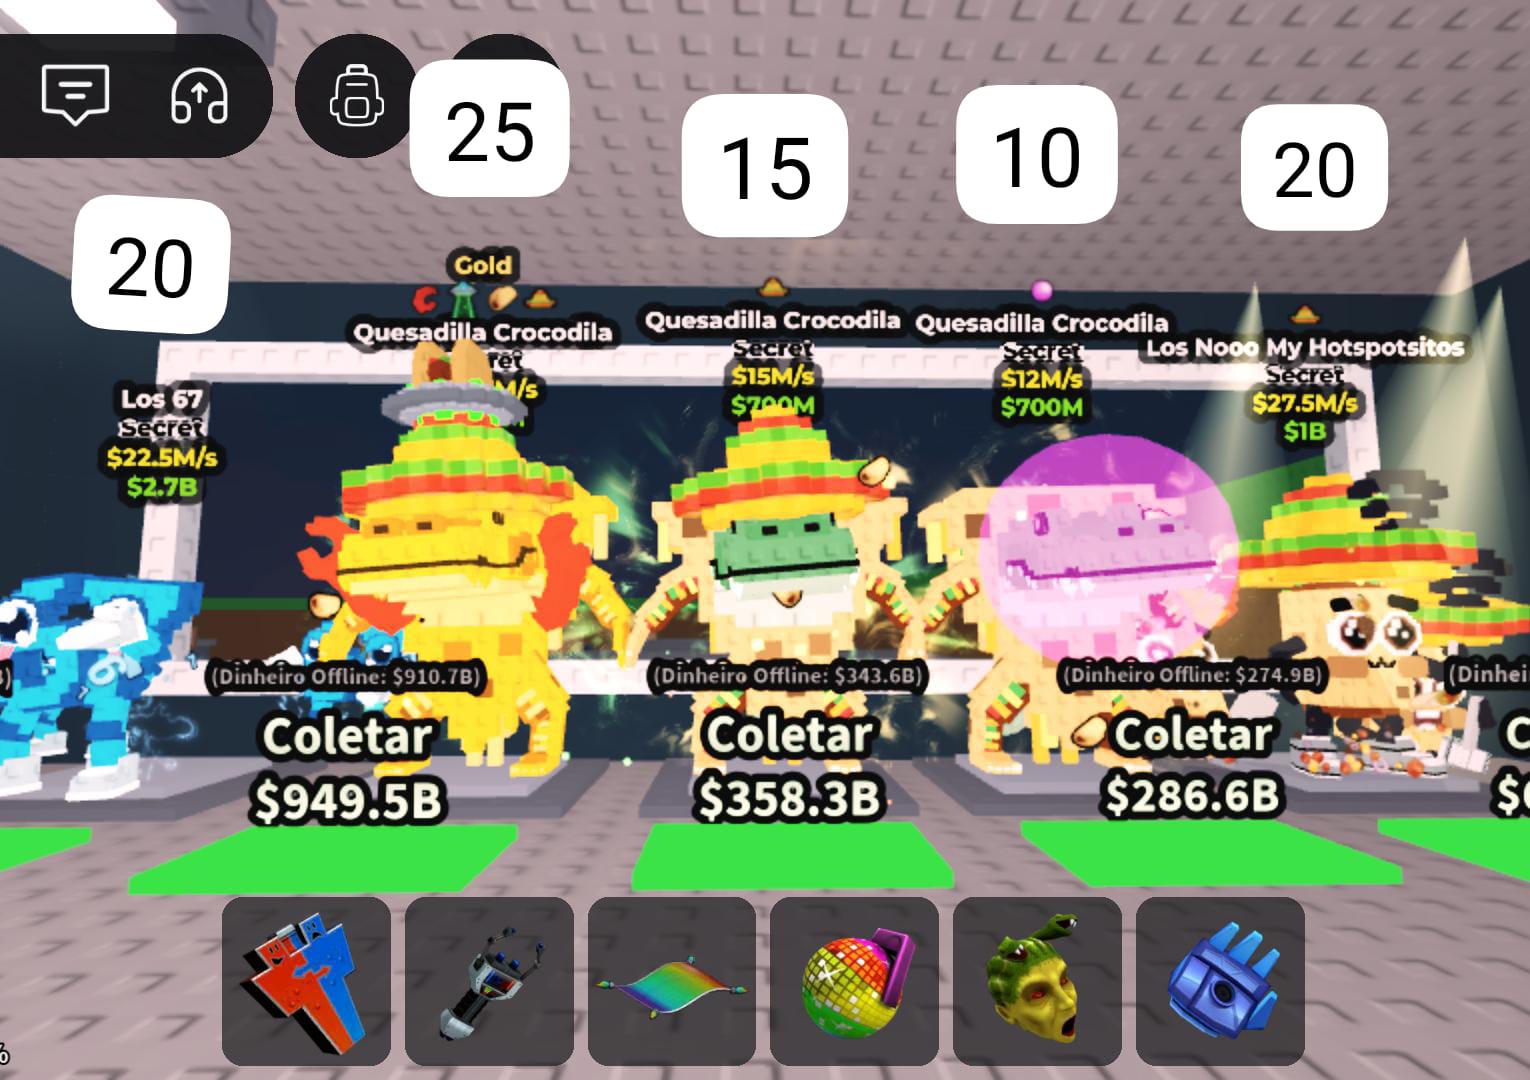 25
15
10
20
20
Gold
Quesadilla Crocodila
M/s
Quesadilla Crocodila
Secret
$15M/s
$700M
Quesadilla Crocodila
Secret
$12M/s
$700M
Los Nooo My Hotspotsitos
Secret
$27.5M/s
$1B
Los 67
Secret
$22.5M/s
$2.7B
(Dinheiro Offline: $910.7B)
Coletar
$949.5B
(Dinheiro Offline: $343.6B)
Coletar
$358.3B
(Dinheiro Offline: $274.9B)
Coletar
$286.6B
(Dinhei